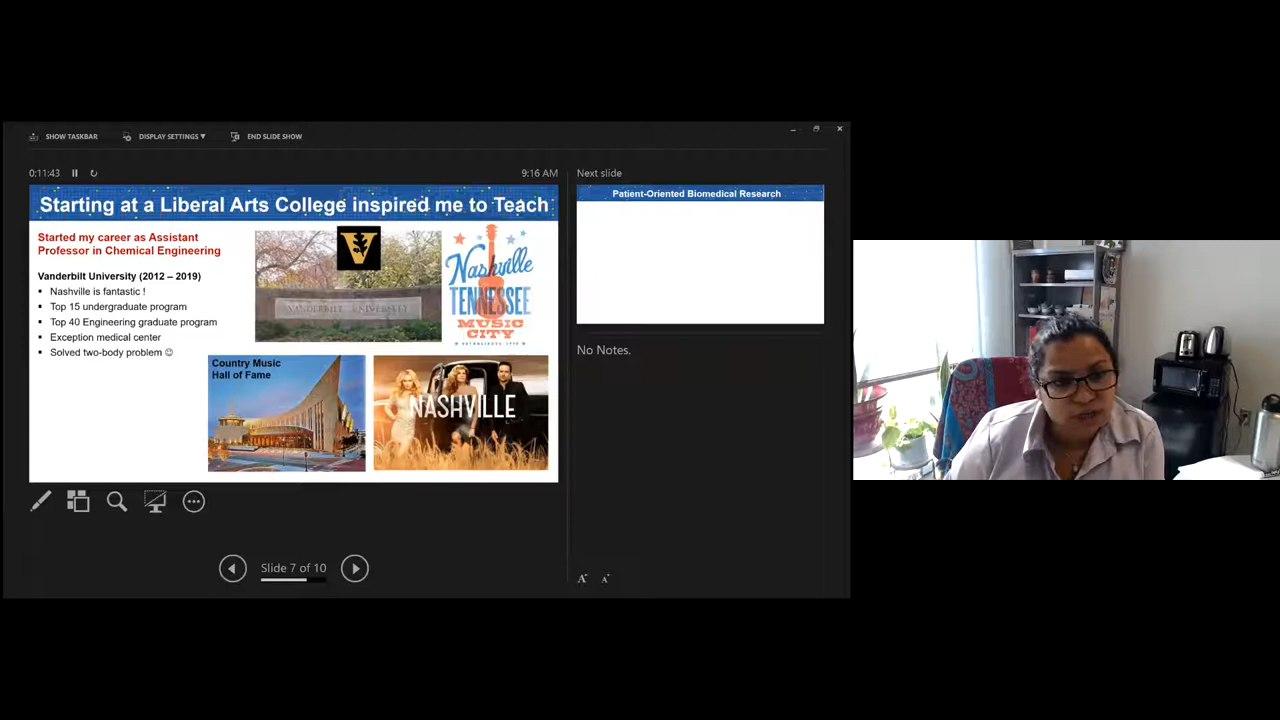 SHOW TASKBAR
DISPLAY SETTINGS ▾
END SLIDE SHOW
0:11:43
9:16 AM
Next slide
Starting at a Liberal Arts College inspired me to Teach
Started my career as Assistant
Professor in Chemical Engineering
Vanderbilt University (2012 – 2019)
▪ Nashville is fantastic !
▪ Top 15 undergraduate program
▪ Top 40 Engineering graduate program
▪ Exception medical center
▪ Solved two-body problem ☺
V
VANDERBILT UNIVERSITY
Nashville
TENNESSEE
MUSIC
CITY
Country Music
Hall of Fame
NASHVILLE
Patient-Oriented Biomedical Research
No Notes.
Slide 7 of 10
A A